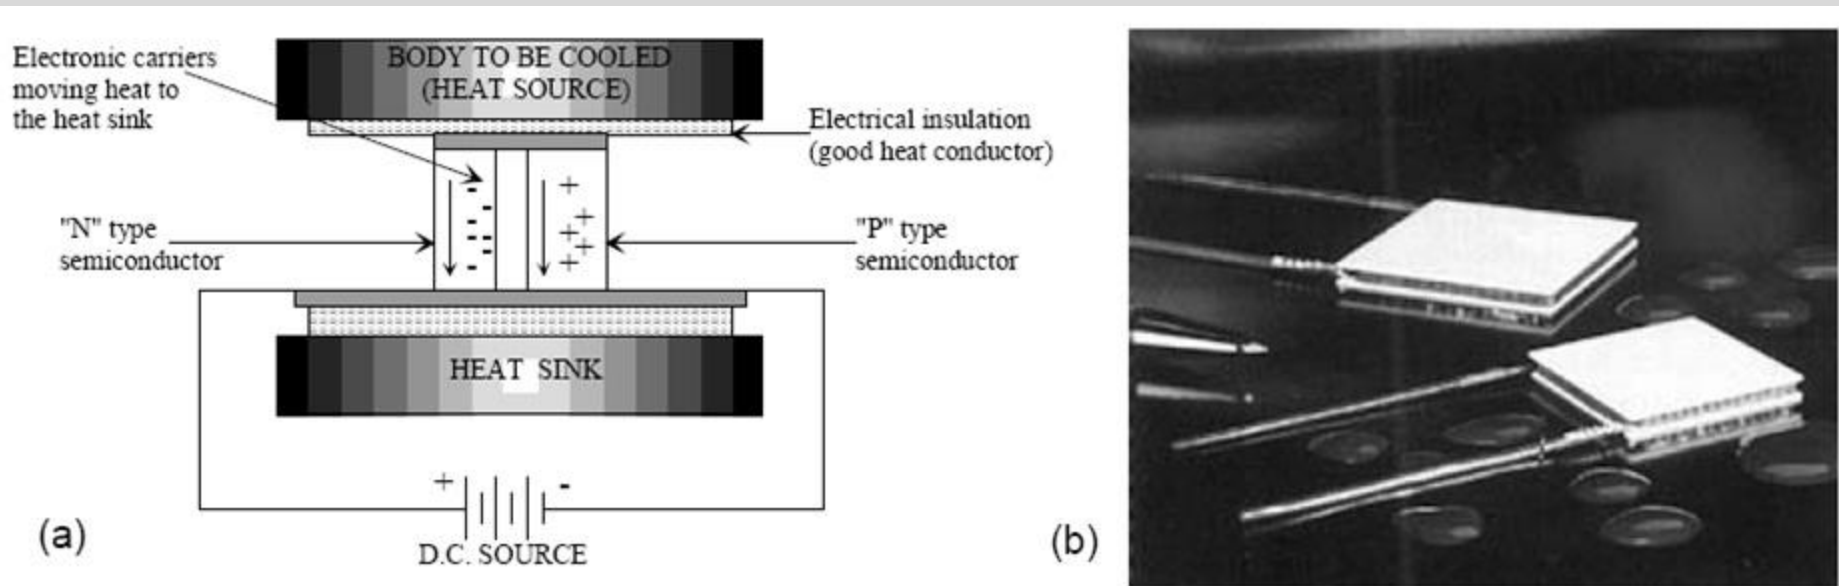 Electronic carriers
moving heat to
the heat sink
BODY TO BE COOLED
(HEAT SOURCE)
Electrical insulation
(good heat conductor)
"N" type
semiconductor
"P" type
semiconductor
HEAT SINK
+ -
D.C. SOURCE
(a)
(b)